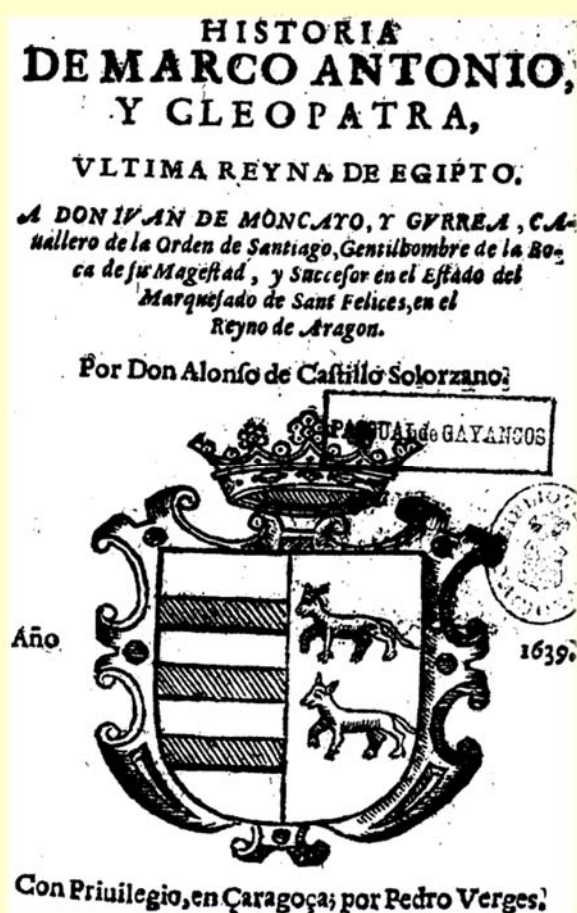 HISTORIA
DE MARCO ANTONIO,
Y CLEOPATRA,
VLTIMA REYNA DE EGIPTO.
A DON IVAN DE MONCAYO, Y GVRREA, CA-
uallero de la Orden de Santiago, Gentilhombre de la Bo-
ca de su Magestad, y Succesor en el Estado del
Marquesado de Sant Felices, en el
Reyno de Aragon.
Por Don Alonso de Castillo Solorzano.
PASCUAL de GAYANGOS
Año
1639.
Con Priuilegio, en Çaragoça; por Pedro Verges.